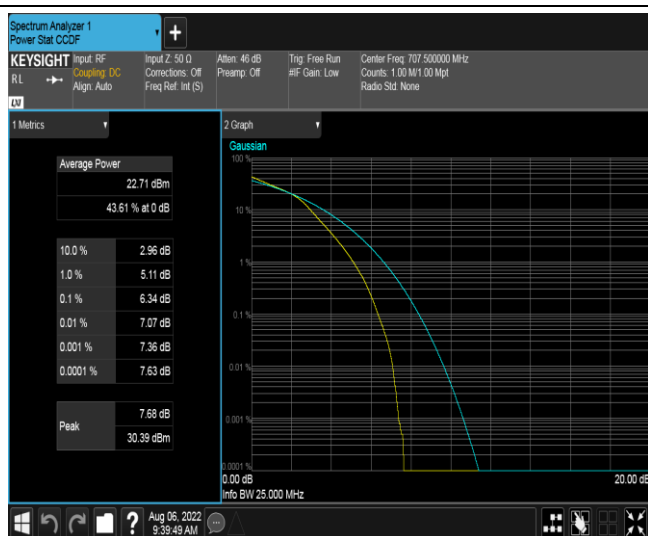 Spectrum Analyzer 1
Power Stat CCDF
+
KEYSIGHT
RL
LXI
Input: RF
Coupling: DC
Align: Auto
Input Z: 50 Ω
Corrections: Off
Freq Ref: Int (S)
Atten: 46 dB
Preamp: Off
Trig: Free Run
#IF Gain: Low
Center Freq: 707.500000 MHz
Counts: 1.00 M/1.00 Mpt
Radio Std: None
1 Metrics
Average Power
22.71 dBm
43.61 % at 0 dB
10.0 % 2.96 dB
1.0 % 5.11 dB
0.1 % 6.34 dB
0.01 % 7.07 dB
0.001 % 7.36 dB
0.0001 % 7.63 dB
Peak 7.68 dB
30.39 dBm
2 Graph
Gaussian
100 %
10 %
1 %
0.1 %
0.01 %
0.001 %
0.0001 %
0.00 dB 20.00 dB
Info BW 25.000 MHz
? Aug 06, 2022
9:39:49 AM